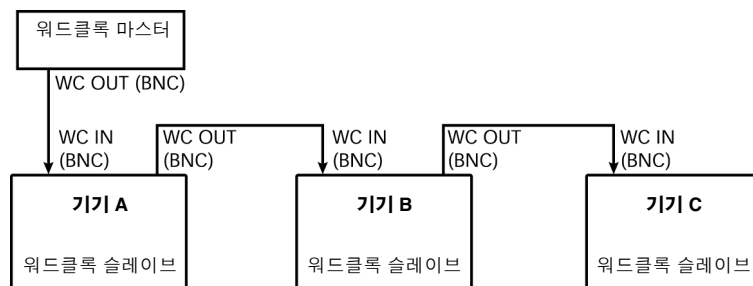 워드클록 마스터
WC OUT (BNC)
WC IN
(BNC)
WC OUT
(BNC)
WC IN
(BNC)
WC OUT
(BNC)
WC IN
(BNC)
기기 A
기기 B
기기 C
워드클록 슬레이브
워드클록 슬레이브
워드클록 슬레이브